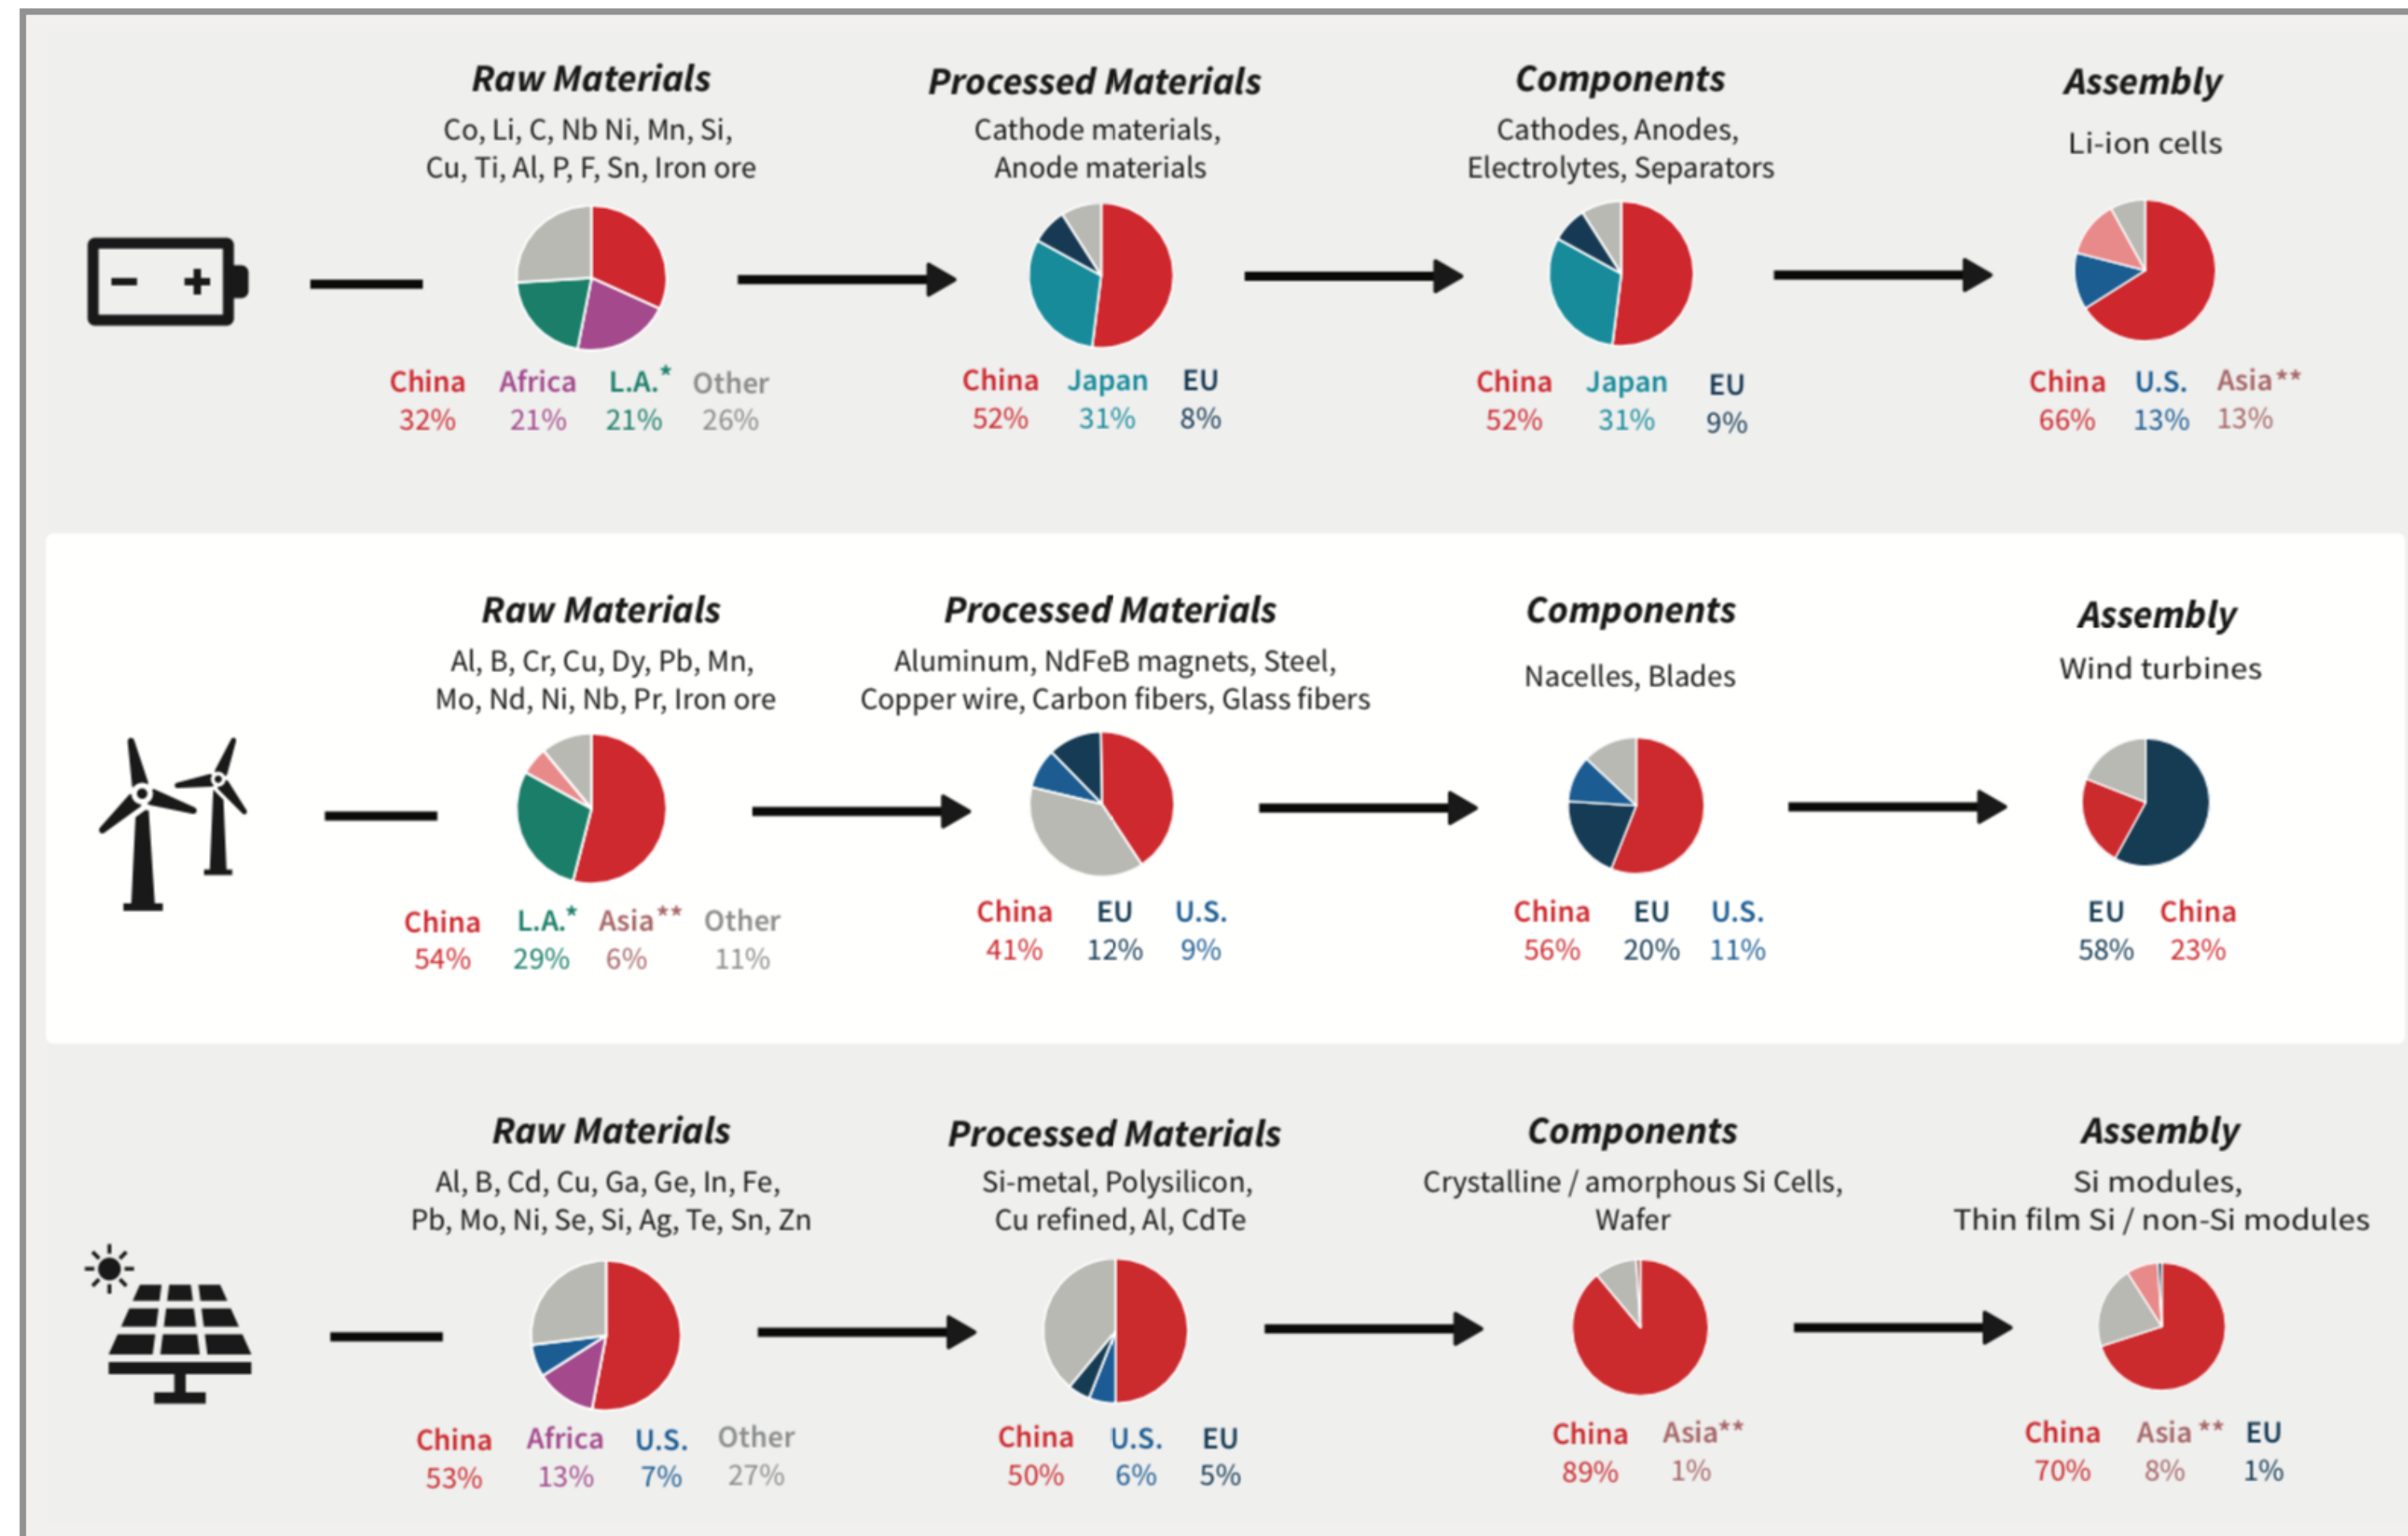 Raw Materials
Co, Li, C, Nb Ni, Mn, Si,
Cu, Ti, Al, P, F, Sn, Iron ore
China Africa L.A.* Other
32% 21% 21% 26%
Processed Materials
Cathode materials,
Anode materials
China Japan EU
52% 31% 8%
Components
Cathodes, Anodes,
Electrolytes, Separators
China Japan EU
52% 31% 9%
Assembly
Li-ion cells
China U.S. Asia**
66% 13% 13%
Raw Materials
Al, B, Cr, Cu, Dy, Pb, Mn,
Mo, Nd, Ni, Nb, Pr, Iron ore
China L.A.* Asia** Other
54% 29% 6% 11%
Processed Materials
Aluminum, NdFeB magnets, Steel,
Copper wire, Carbon fibers, Glass fibers
China EU U.S.
41% 12% 9%
Components
Nacelles, Blades
China EU U.S.
56% 20% 11%
Assembly
Wind turbines
EU China
58% 23%
Raw Materials
Al, B, Cd, Cu, Ga, Ge, In, Fe,
Pb, Mo, Ni, Se, Si, Ag, Te, Sn, Zn
China Africa U.S. Other
53% 13% 7% 27%
Processed Materials
Si-metal, Polysilicon,
Cu refined, Al, CdTe
China U.S. EU
50% 6% 5%
Components
Crystalline / amorphous Si Cells,
Wafer
China Asia**
89% 1%
Assembly
Si modules,
Thin film Si / non-Si modules
China Asia ** EU
70% 8% 1%